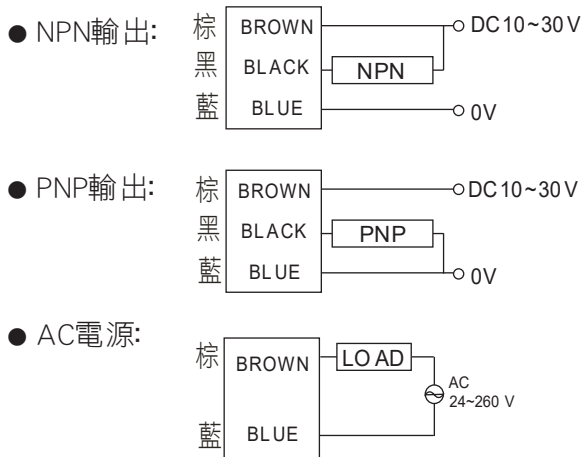 ● NPN輸出: 棕 BROWN DC10~30V
黑 BLACK NPN
藍 BLUE 0V
● PNP輸出: 棕 BROWN DC10~30V
黑 BLACK PNP
藍 BLUE 0V
● AC電源:
棕 BROWN LOAD
AC
24~260 V
藍 BLUE